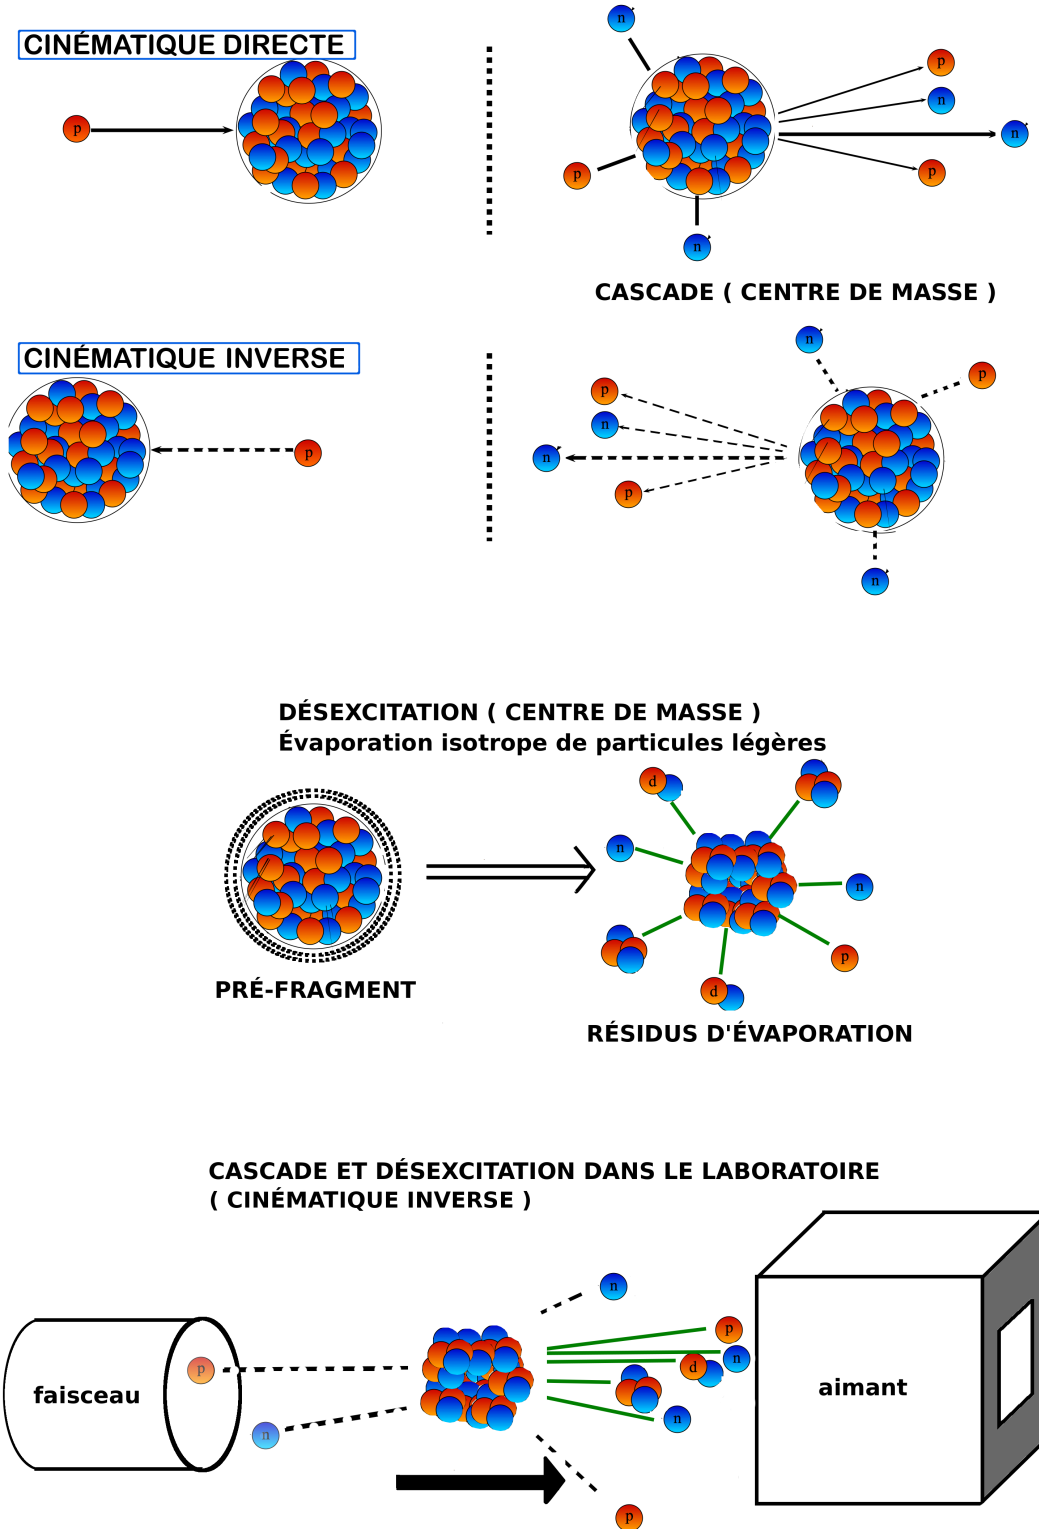 CINÉMATIQUE DIRECTE
n
p
p
n
n
p
p
n
CASCADE ( CENTRE DE MASSE )
CINÉMATIQUE INVERSE
n
p
p
n
p
n
p
n
DÉSEXCITATION ( CENTRE DE MASSE )
Évaporation isotrope de particules légères
d
n
n
p
d
PRÉ-FRAGMENT
RÉSIDUS D'ÉVAPORATION
CASCADE ET DÉSEXCITATION DANS LE LABORATOIRE
( CINÉMATIQUE INVERSE )
n
p
n
p
d
faisceau
aimant
n
n
p